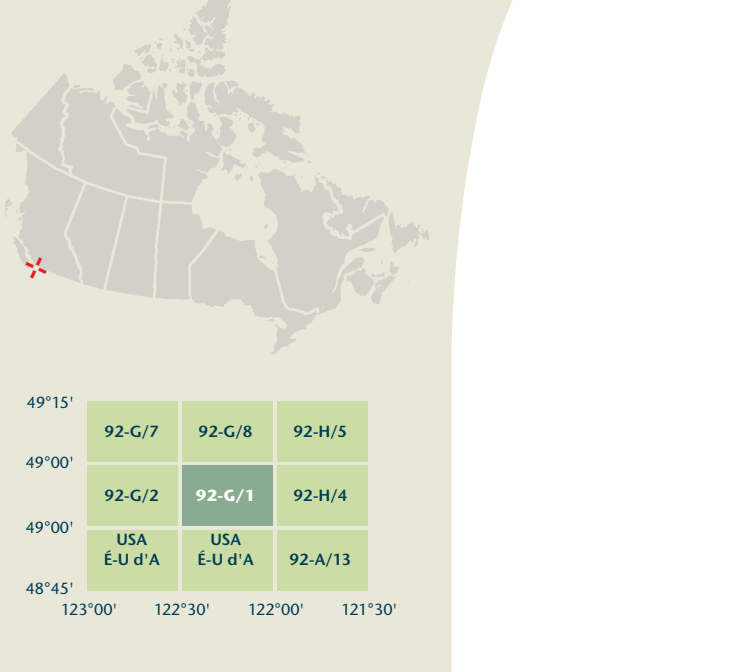 49°15'
92-G/7 92-G/8 92-H/5
49°00'
92-G/2 92-G/1 92-H/4
49°00'
USA USA
É-U d'A É-U d'A 92-A/13
48°45'
123°00' 122°30' 122°00' 121°30'